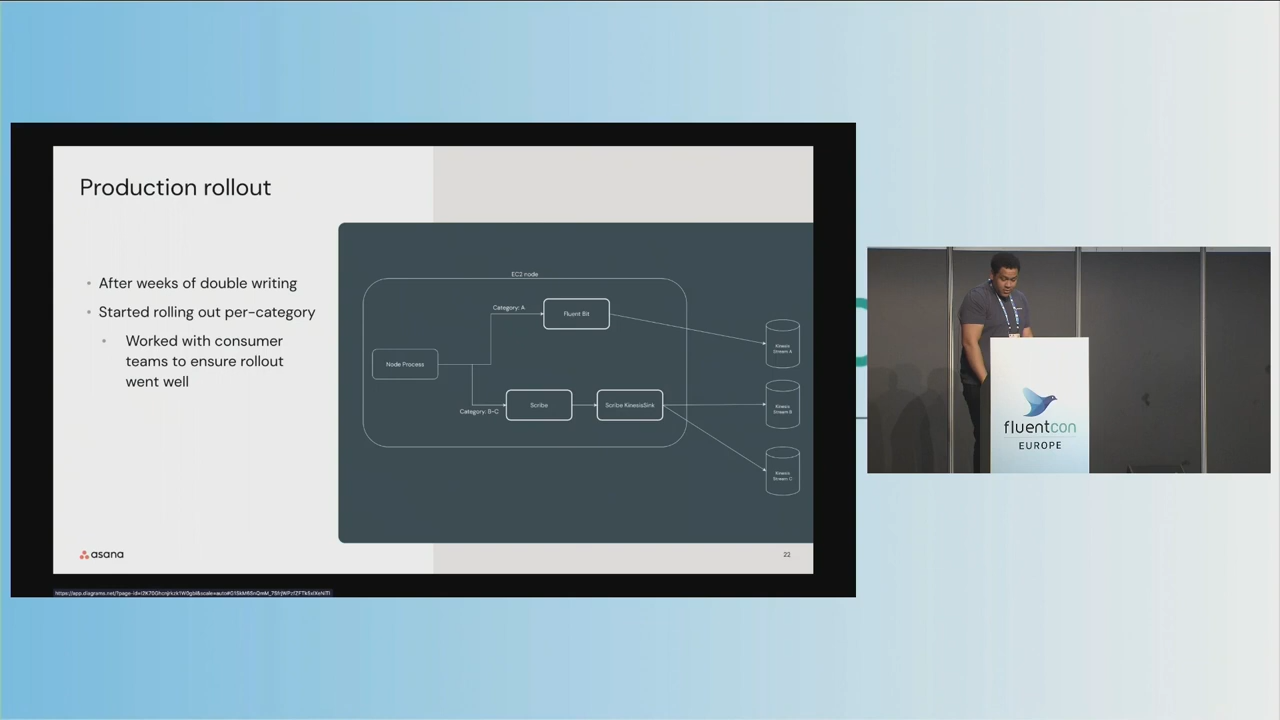 Production rollout
After weeks of double writing
Started rolling out per-category
Worked with consumer
teams to ensure rollout
went well
EC2 node
Category: A
Fluent Bit
Node Process
Kinesis
Stream A
Category: B-C
Scribe
Scribe KinesisSink
Kinesis
Stream B
Kinesis
Stream C
asana
22
fluentcon
EUROPE